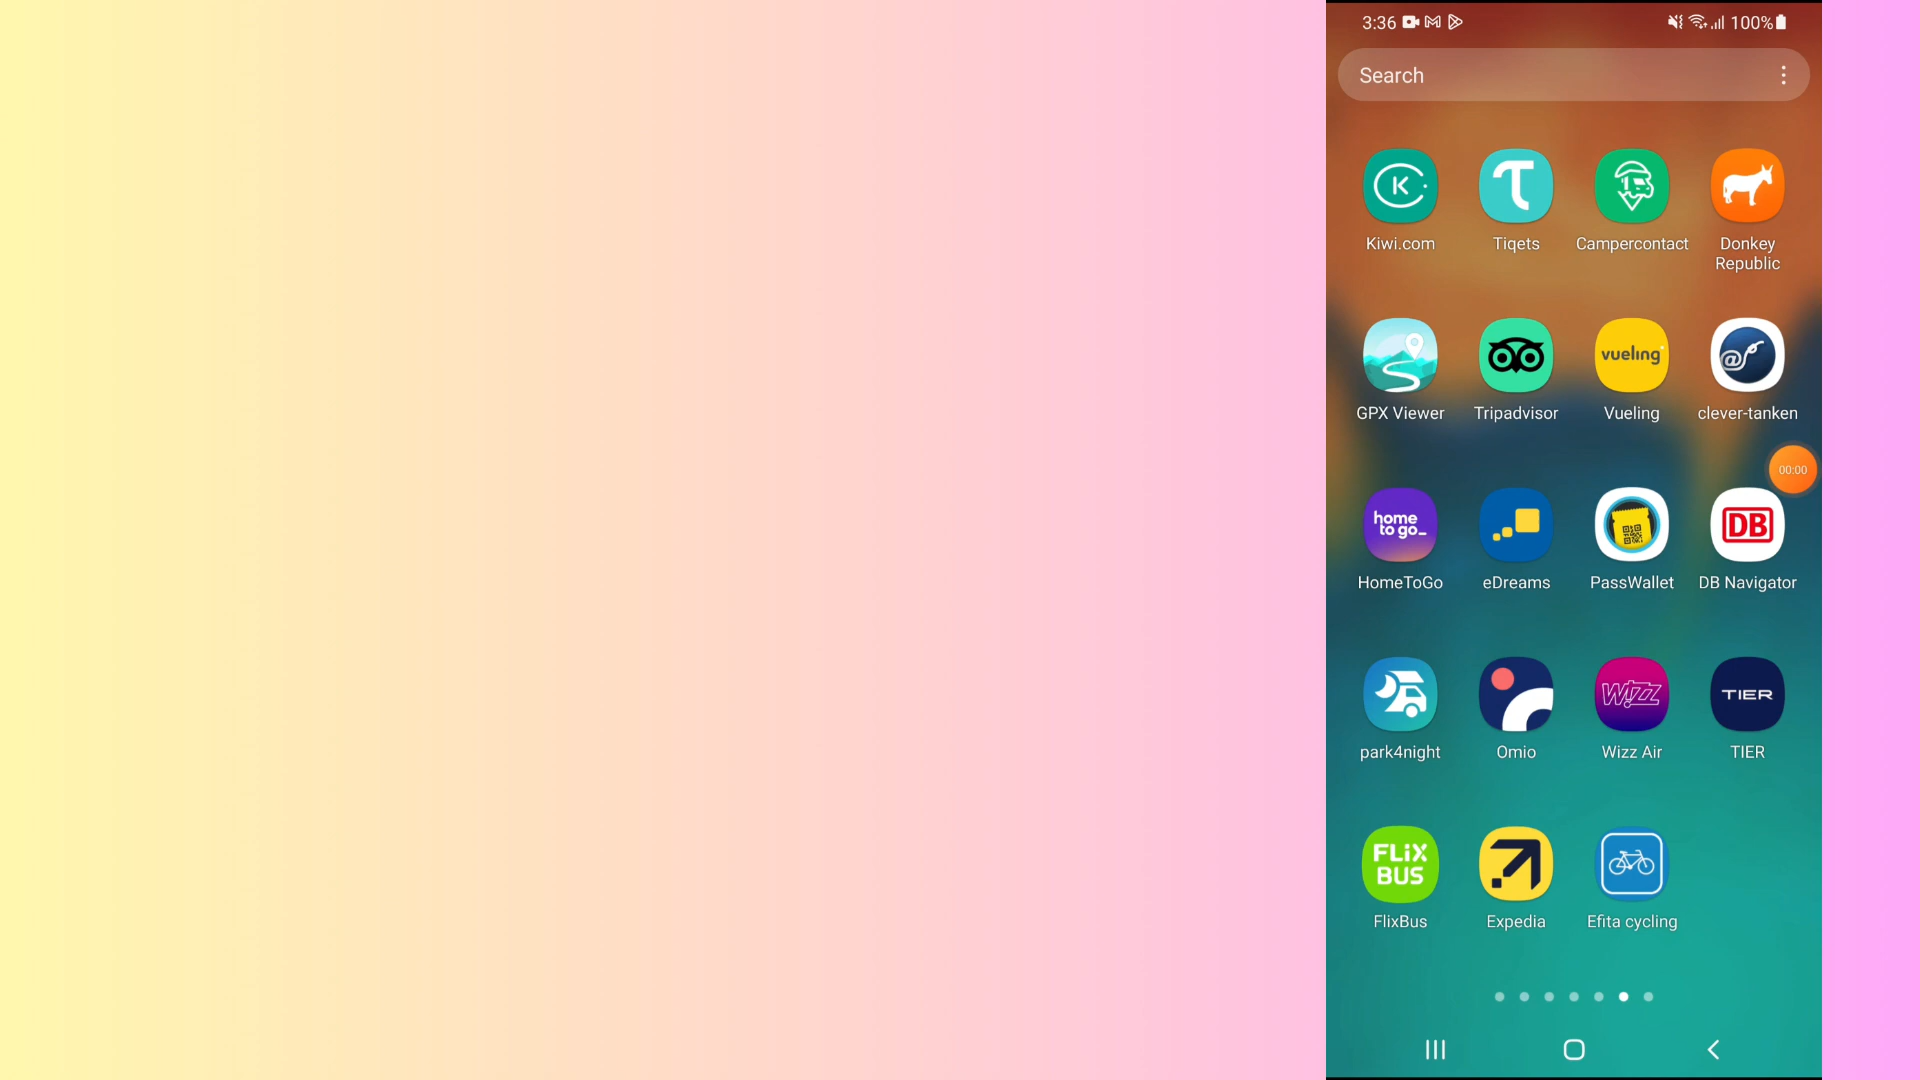 3:36
100%
Search
K
Kiwi.com
Tiqets
Campercontact
Donkey
Republic
vueling
GPX Viewer
Tripadvisor
Vueling
clever-tanken
00:00
home
to go_
DB
HomeToGo
eDreams
PassWallet
DB Navigator
WIZZ
TIER
park4night
Omio
Wizz Air
TIER
FLiX
BUS
FlixBus
Expedia
Efita cycling